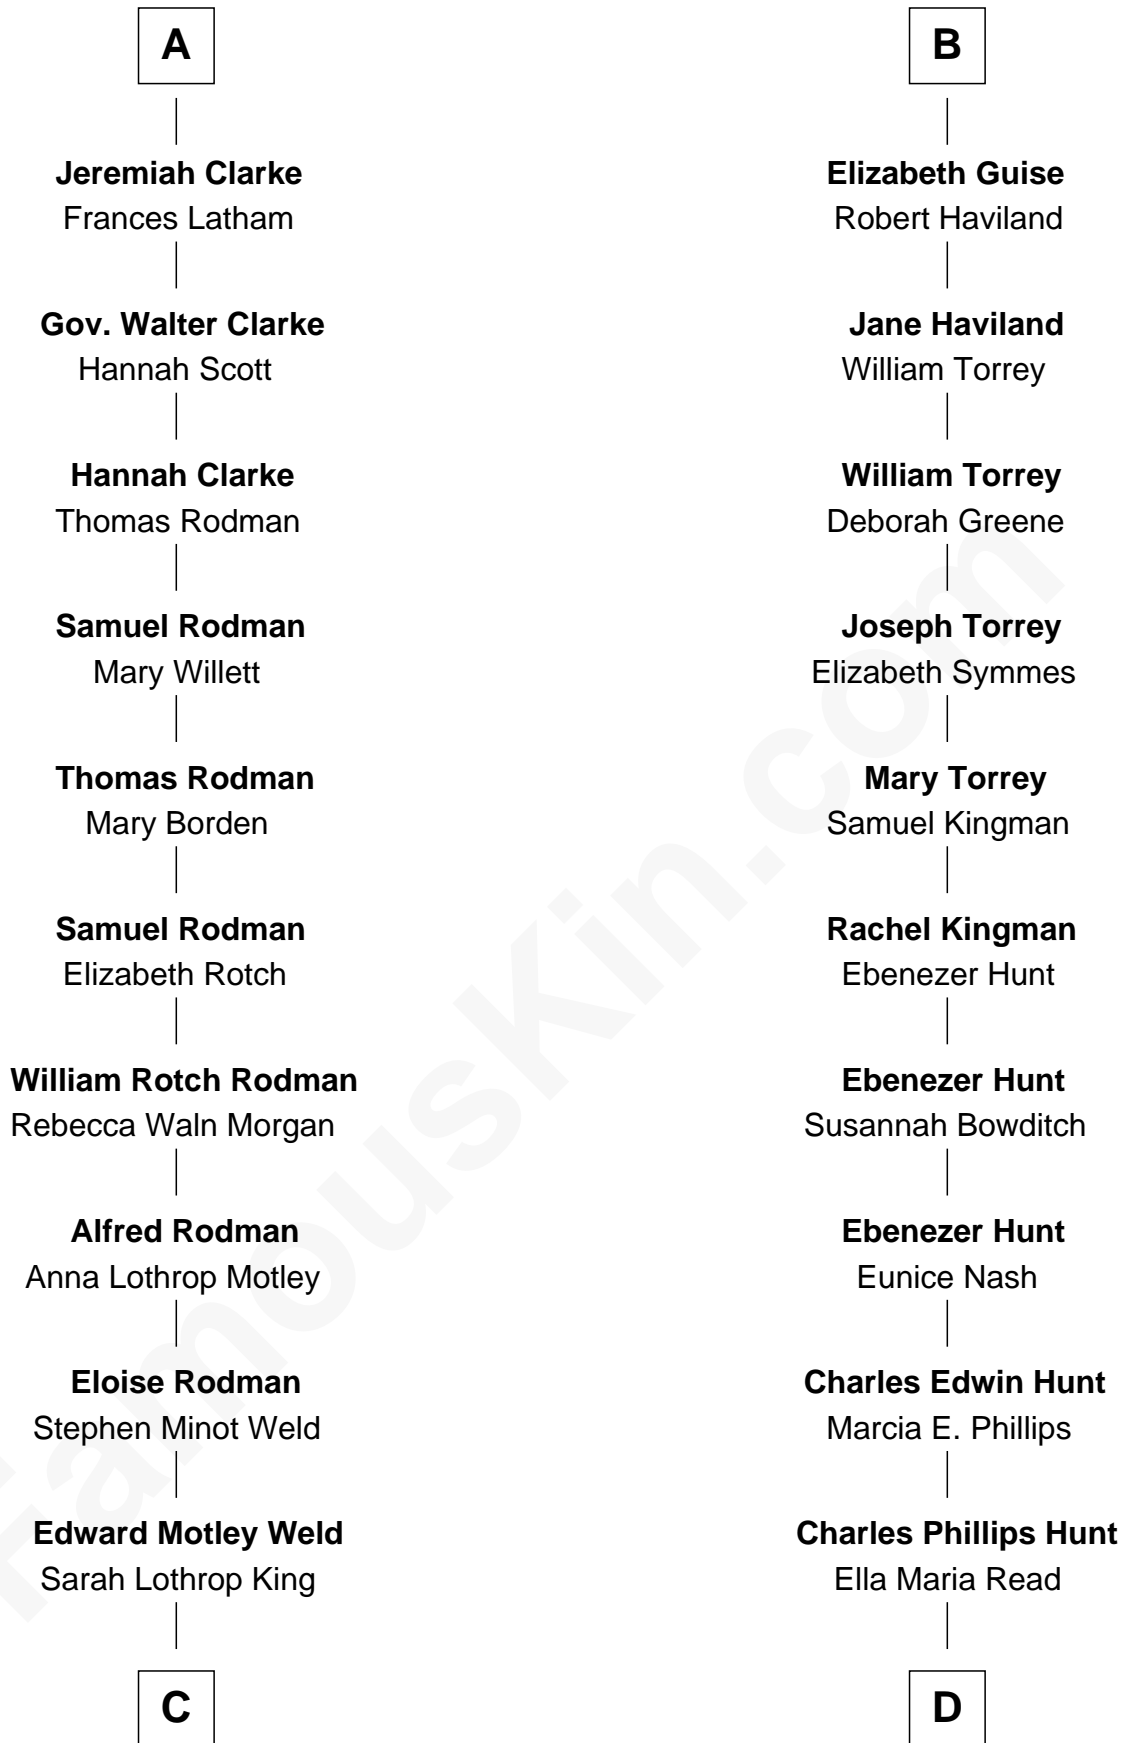 A
Jeremiah Clarke
Frances Latham
Gov. Walter Clarke
Hannah Scott
Hannah Clarke
Thomas Rodman
Samuel Rodman
Mary Willett
Thomas Rodman
Mary Borden
Samuel Rodman
Elizabeth Rotch
William Rotch Rodman
Rebecca Waln Morgan
Alfred Rodman
Anna Lothrop Motley
Eloise Rodman
Stephen Minot Weld
Edward Motley Weld
Sarah Lothrop King
C
B
Elizabeth Guise
Robert Haviland
Jane Haviland
William Torrey
William Torrey
Deborah Greene
Joseph Torrey
Elizabeth Symmes
Mary Torrey
Samuel Kingman
Rachel Kingman
Ebenezer Hunt
Ebenezer Hunt
Susannah Bowditch
Ebenezer Hunt
Eunice Nash
Charles Edwin Hunt
Marcia E. Phillips
Charles Phillips Hunt
Ella Maria Read
D
FamousKin.com